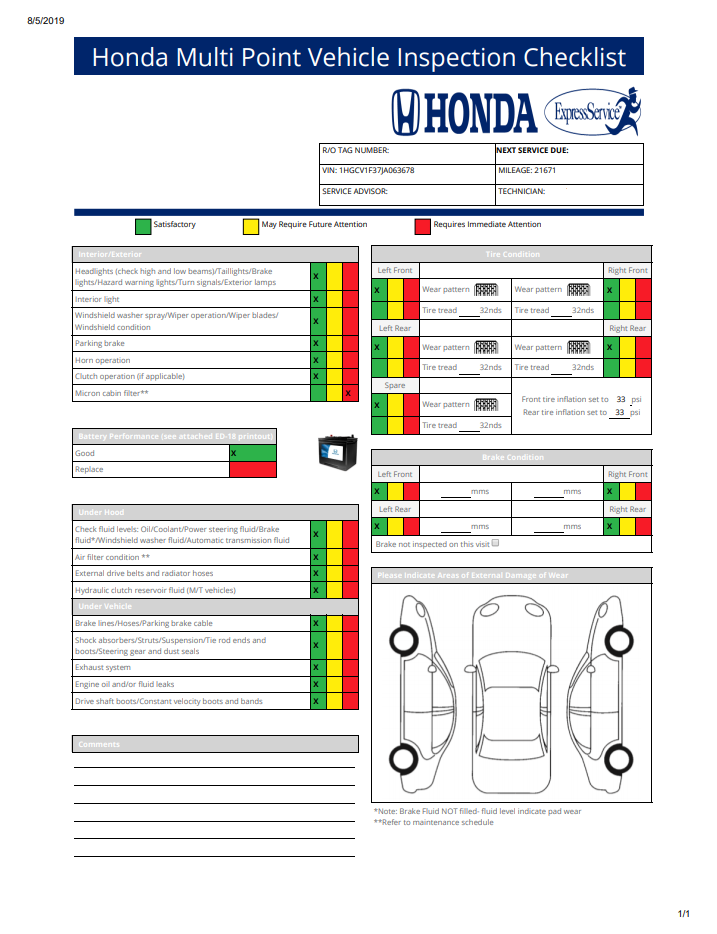 8/5/2019
Honda Multi Point Vehicle Inspection Checklist
HONDA
ExpressService
R/O TAG NUMBER:
NEXT SERVICE DUE:
VIN: 1HGCV1F37JA063678
MILEAGE: 21671
SERVICE ADVISOR:
TECHNICIAN:
Satisfactory
May Require Future Attention
Requires Immediate Attention
Interior/Exterior
Headlights (check high and low beams)/Taillights/Brake
lights/Hazard warning lights/Turn signals/Exterior lamps
X
Interior light
X
Windshield washer spray/Wiper operation/Wiper blades/
Windshield condition
X
Parking brake
X
Horn operation
X
Clutch operation (if applicable)
X
Micron cabin filter**
X
Battery Performance (see attached ED-18 printout)
Good
X
Replace
Under Hood
Check fluid levels: Oil/Coolant/Power steering fluid/Brake
fluid*/Windshield washer fluid/Automatic transmission fluid
X
Air filter condition **
X
External drive belts and radiator hoses
X
Hydraulic clutch reservoir fluid (M/T vehicles)
X
Under Vehicle
Brake lines/Hoses/Parking brake cable
X
Shock absorbers/Struts/Suspension/Tie rod ends and
boots/Steering gear and dust seals
X
Exhaust system
X
Engine oil and/or fluid leaks
X
Drive shaft boots/Constant velocity boots and bands
X
Comments
Tire Condition
Left Front
Right Front
X
Wear pattern
Wear pattern
X
Tire tread ____32nds
Tire tread ____32nds
Left Rear
Right Rear
X
Wear pattern
Wear pattern
X
Tire tread ____32nds
Tire tread ____32nds
Spare
X
Wear pattern
Tire tread ____32nds
Front tire inflation set to 33 psi
Rear tire inflation set to 33 psi
Brake Condition
Left Front
Right Front
X
______mms
______mms
X
Left Rear
Right Rear
X
______mms
______mms
X
Brake not inspected on this visit
Please Indicate Areas of External Damage of Wear
*Note: Brake Fluid NOT filled- fluid level indicate pad wear
**Refer to maintenance schedule
1/1